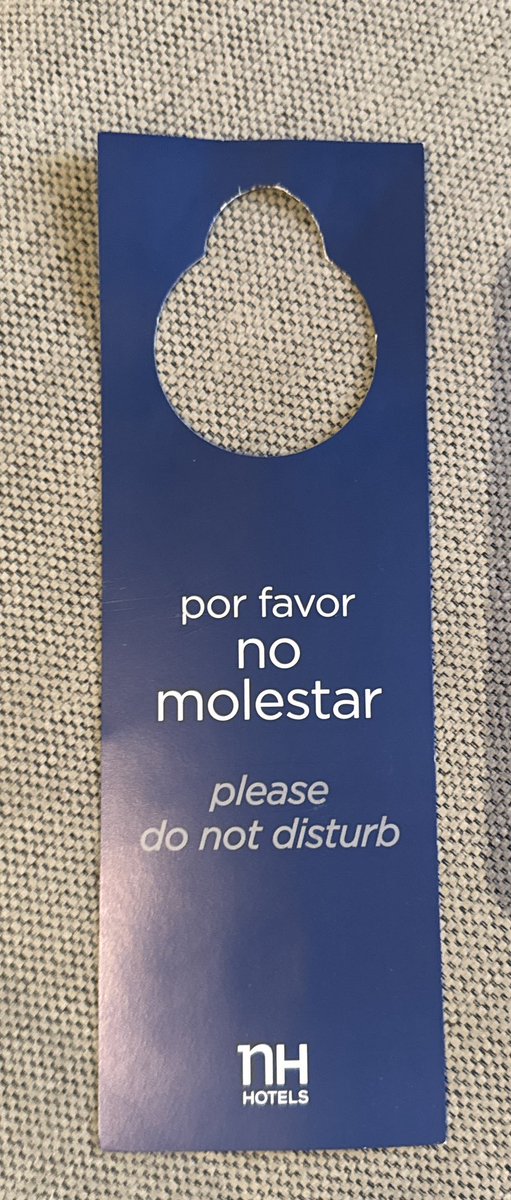 por favor
no
molestar
please
do not disturb
nH
HOTELS